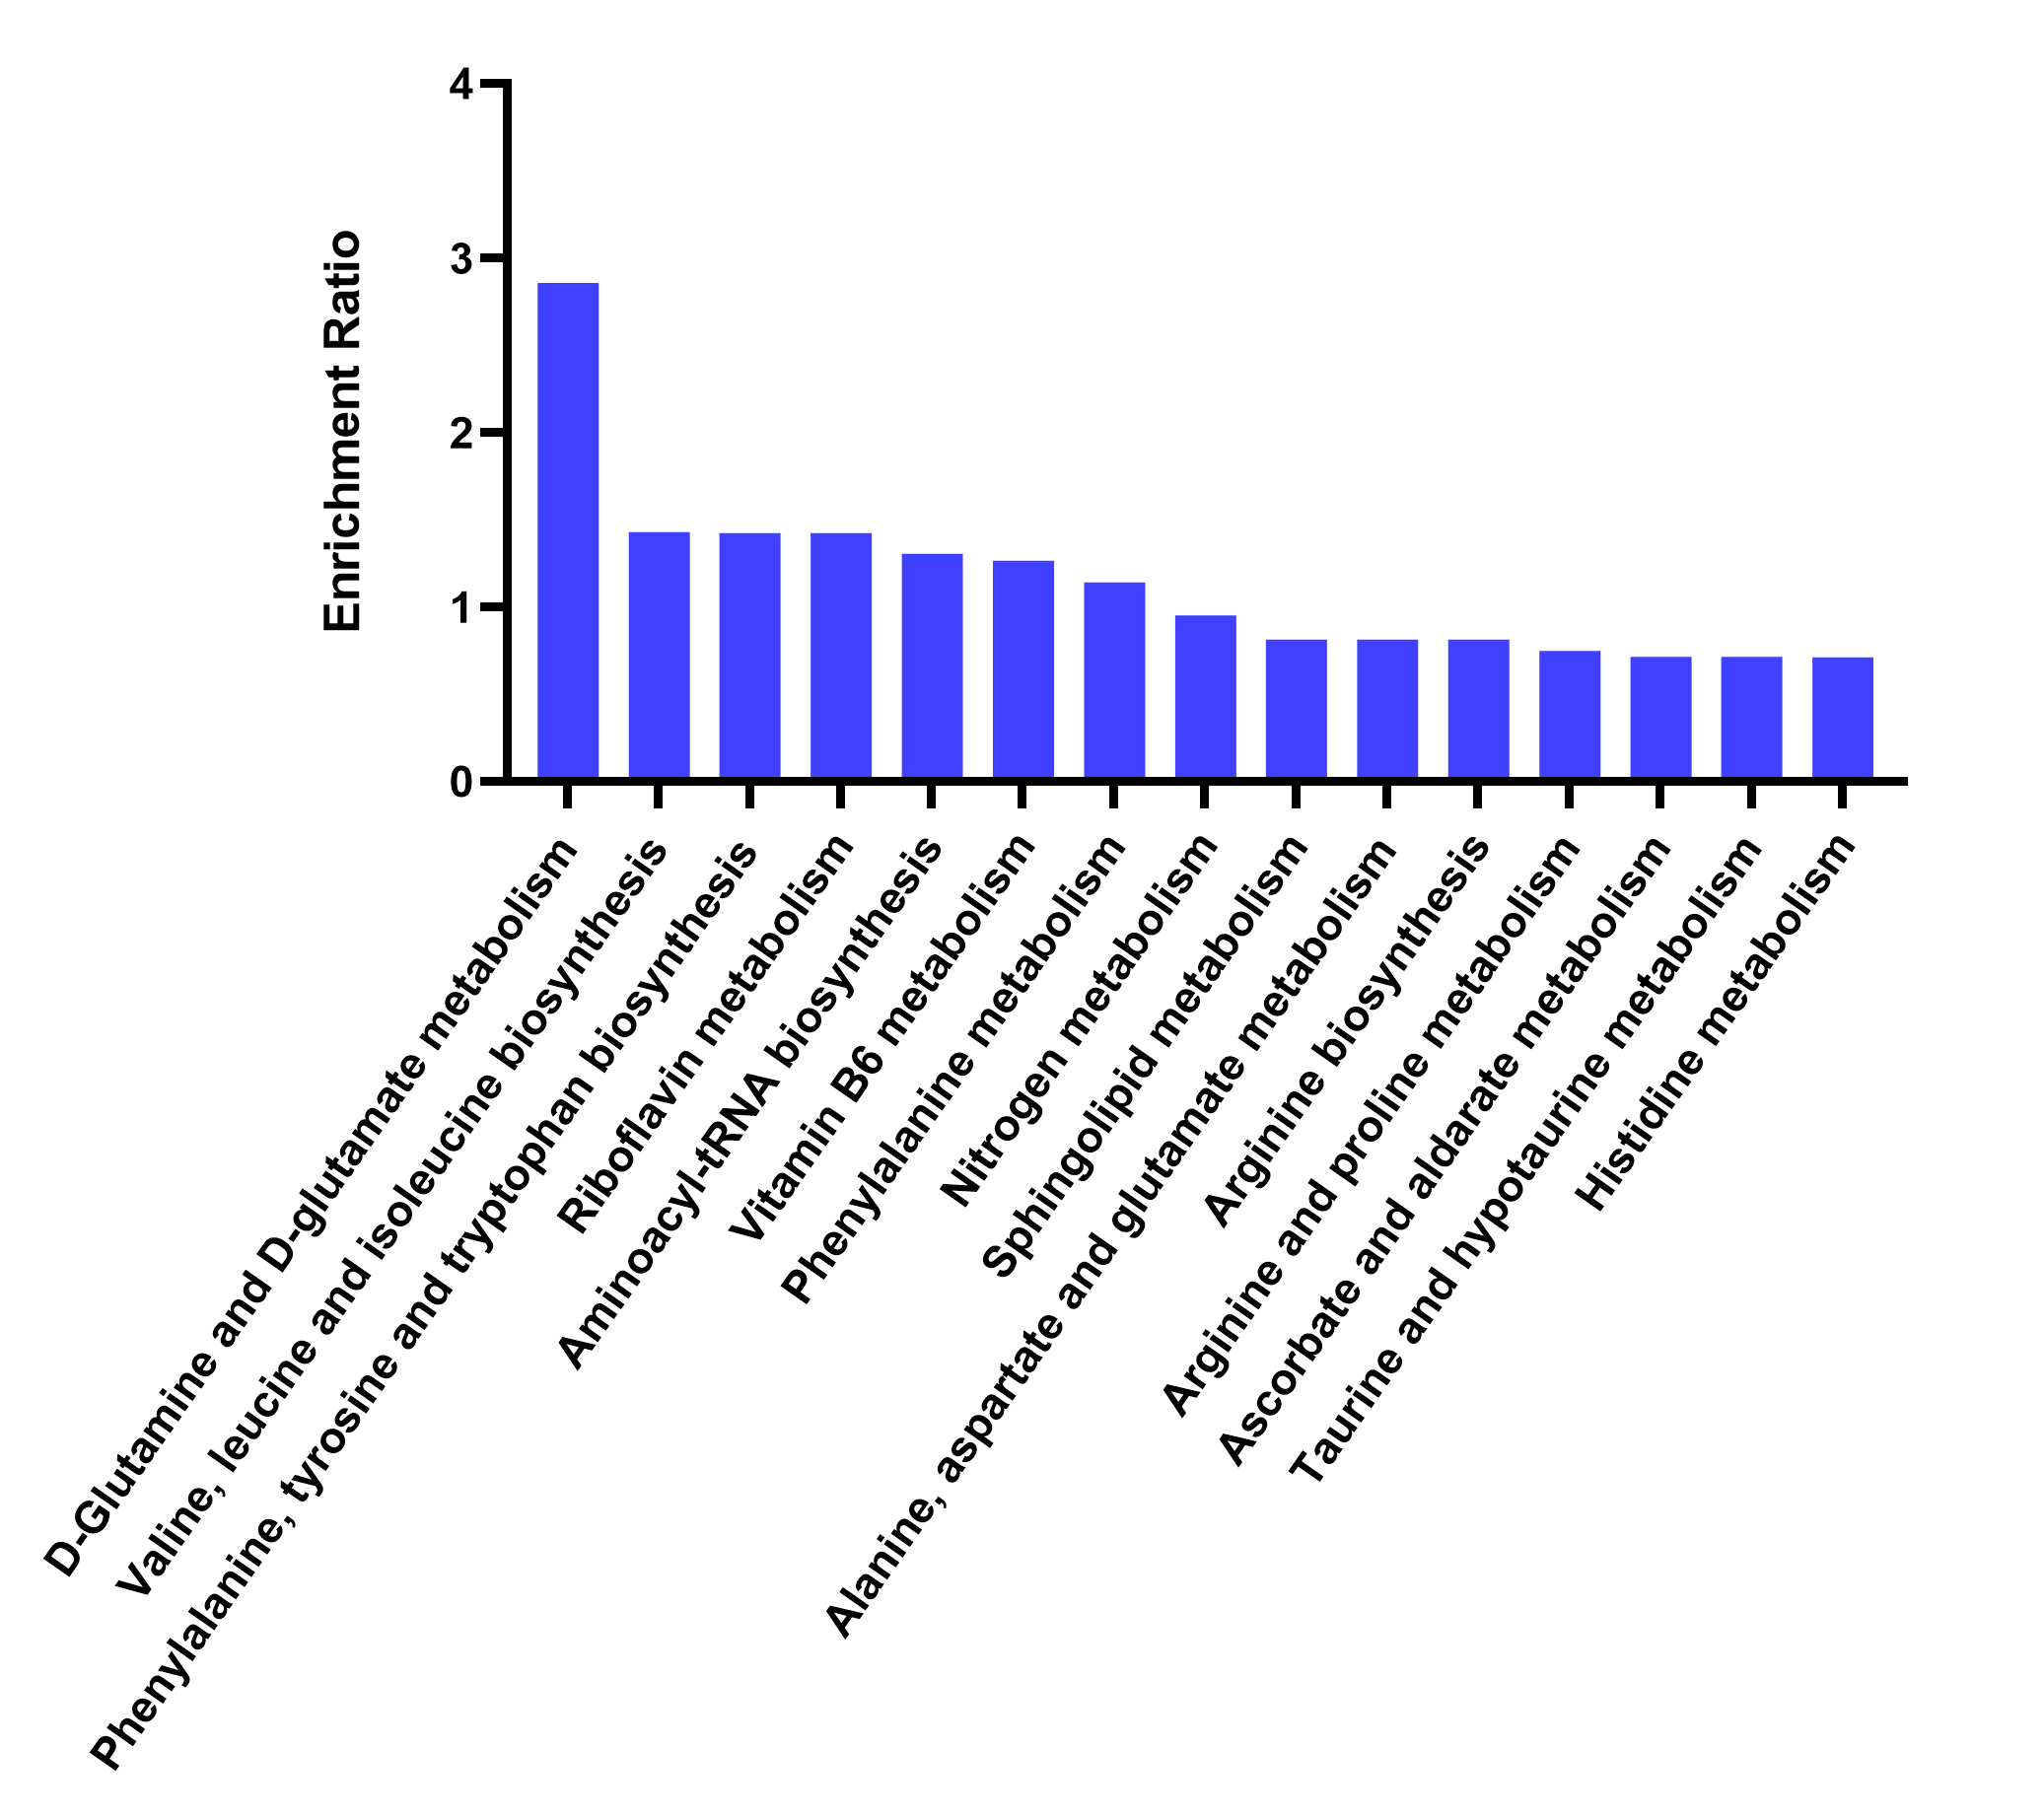 Enrichment Ratio
4
3
2
1
0
D-Glutamine and D-glutamate metabolism
Valine, leucine and isoleucine biosynthesis
Phenylalanine, tyrosine and tryptophan biosynthesis
Riboflavin metabolism
Aminoacyl-tRNA biosynthesis
Vitamin B6 metabolism
Phenylalanine metabolism
Nitrogen metabolism
Sphingolipid metabolism
Alanine, aspartate and glutamate metabolism
Arginine biosynthesis
Arginine and proline metabolism
Ascorbate and aldarate metabolism
Taurine and hypotaurine metabolism
Histidine metabolism